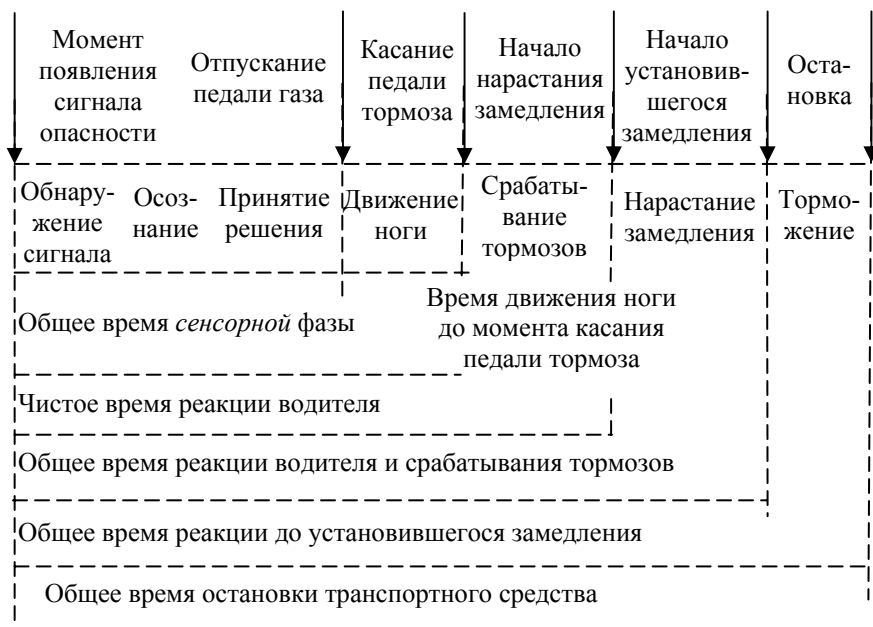 Момент
появления
сигнала
опасности
Отпускание
педали газа
Касание
педали
тормоза
Начало
нарастания
замедления
Начало
установив-
шегося
замедления
Оста-
новка
Обнару-
жение
сигнала
Осоз-
нание
Принятие
решения
Движение
ноги
Срабаты-
вание
тормозов
Нарастание
замедления
Тормо-
жение
Общее время сенсорной фазы
Время движения ноги
до момента касания
педали тормоза
Чистое время реакции водителя
Общее время реакции водителя и срабатывания тормозов
Общее время реакции до установившегося замедления
Общее время остановки транспортного средства